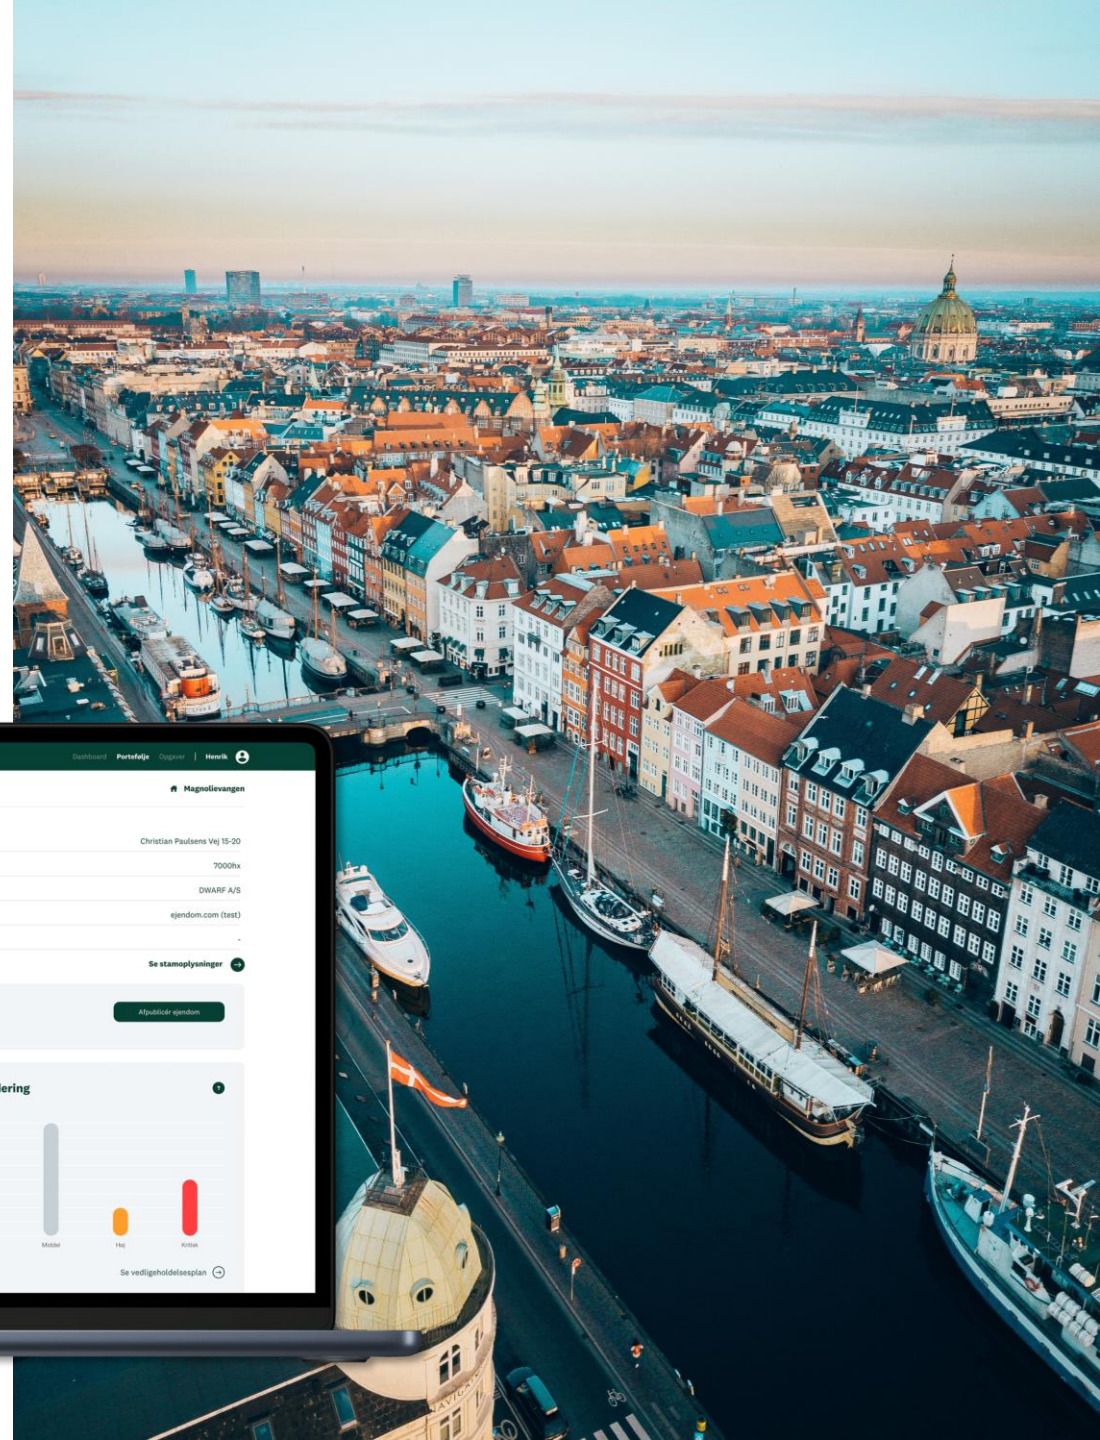 Dashboard Portefølje Opgaver | Henrik
Magnolievangen
Christian Paulsens Vej 15-20
7000hx
DWARF A/S
ejendom.com (test)
-
Se stamoplysninger
Afpublicér ejendom
dering
?
Middel Høj Kritisk
Se vedligeholdelsesplan